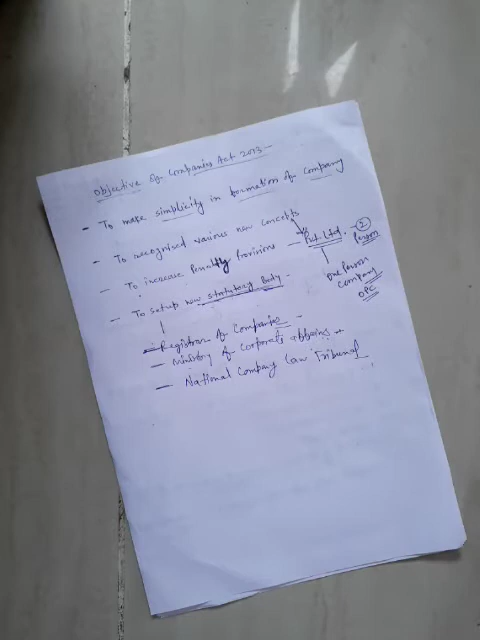 Objective of Companies Act 2013 -
- To make simplicity in formation of company
- To recognised various new concepts
- Pvt. Ltd. - 2 Person
one person company OPC
- To increase Penalty Provisions
- To setup new statutory Body -
- Registrar of Companies -
- Ministry of Corporate affairs
- National Company Law Tribunal